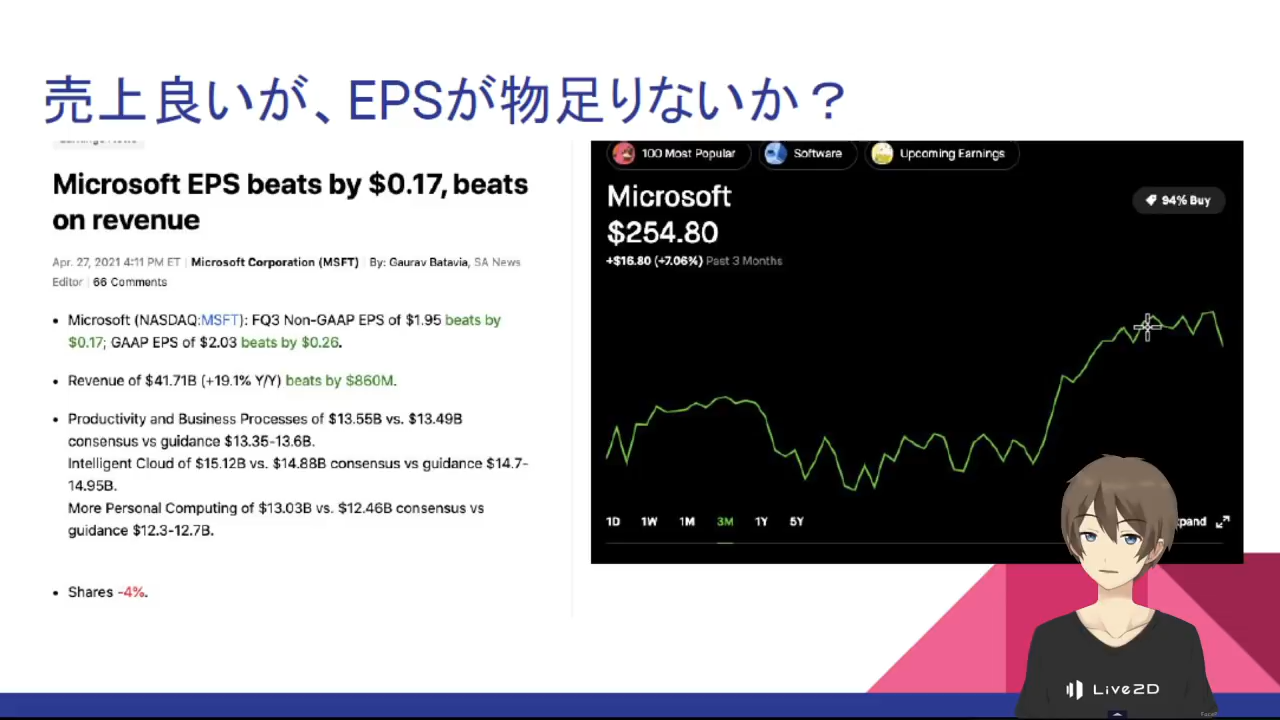 売上良いが、EPSが物足りないか？
Earnings News
Microsoft EPS beats by $0.17, beats
on revenue
Apr. 27, 2021 4:11 PM ET | Microsoft Corporation (MSFT) | By: Gaurav Batavia, SA News
Editor | 66 Comments
• Microsoft (NASDAQ:MSFT): FQ3 Non-GAAP EPS of $1.95 beats by
$0.17; GAAP EPS of $2.03 beats by $0.26.
• Revenue of $41.71B (+19.1% Y/Y) beats by $860M.
• Productivity and Business Processes of $13.55B vs. $13.49B
consensus vs guidance $13.35-13.6B.
Intelligent Cloud of $15.12B vs. $14.88B consensus vs guidance $14.7-
14.95B.
More Personal Computing of $13.03B vs. $12.46B consensus vs
guidance $12.3-12.7B.
• Shares -4%.
100 Most Popular
Software
Upcoming Earnings
Microsoft
$254.80
94% Buy
+$16.80 (+7.06%) Past 3 Months
1D 1W 1M 3M 1Y 5Y
pand
Live2D